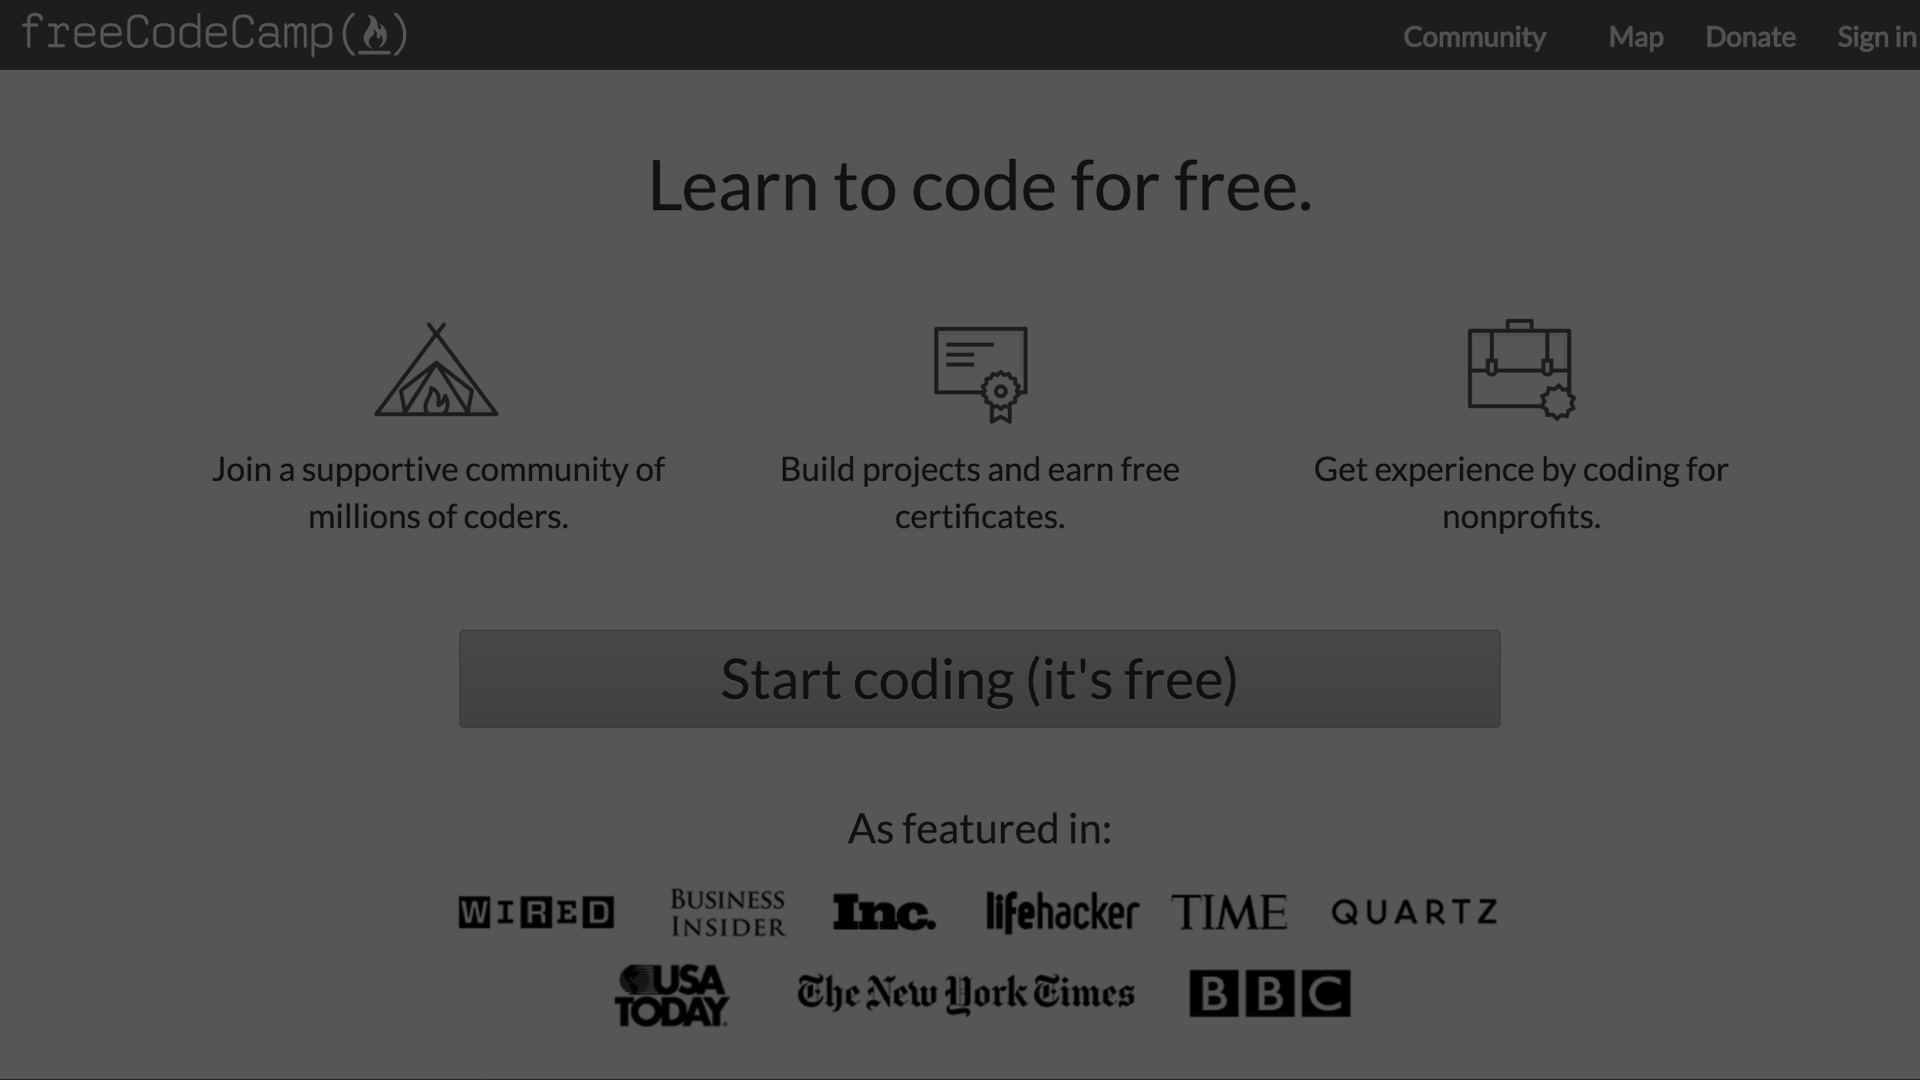 freeCodeCamp(🔥)
Community Map Donate Sign in
Learn to code for free.
Join a supportive community of
millions of coders.
Build projects and earn free
certificates.
Get experience by coding for
nonprofits.
Start coding (it's free)
As featured in:
WIRED BUSINESS INSIDER Inc. lifehacker TIME QUARTZ
USA TODAY The New York Times BBC